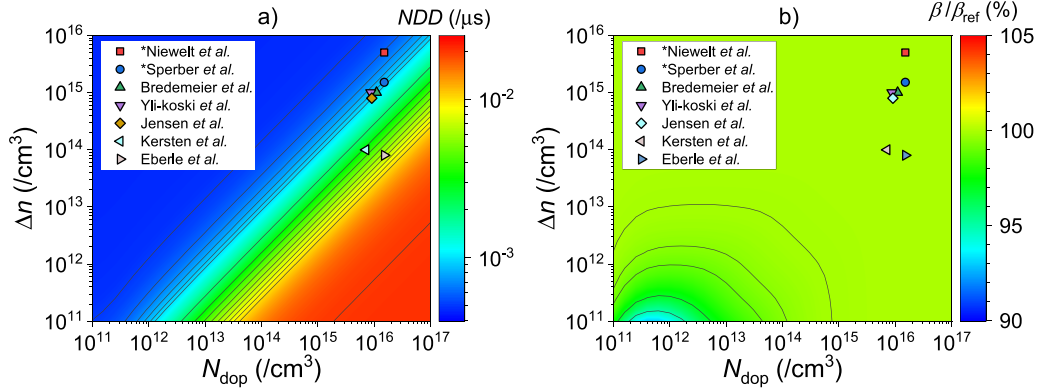 a)
NDD (/μs)
*Niewelt et al.
*Sperber et al.
Bredemeier et al.
Yli-koski et al.
Jensen et al.
Kersten et al.
Eberle et al.
10¹⁶
10¹⁵
10¹⁴
10¹³
10¹²
10¹¹
Δn (/cm³)
10¹¹ 10¹² 10¹³ 10¹⁴ 10¹⁵ 10¹⁶ 10¹⁷
N_dop (/cm³)
10⁻²
10⁻³
b)
β/β_ref (%)
*Niewelt et al.
*Sperber et al.
Bredemeier et al.
Yli-koski et al.
Jensen et al.
Kersten et al.
Eberle et al.
10¹⁶
10¹⁵
10¹⁴
10¹³
10¹²
10¹¹
Δn (/cm³)
10¹¹ 10¹² 10¹³ 10¹⁴ 10¹⁵ 10¹⁶ 10¹⁷
N_dop (/cm³)
105
100
95
90